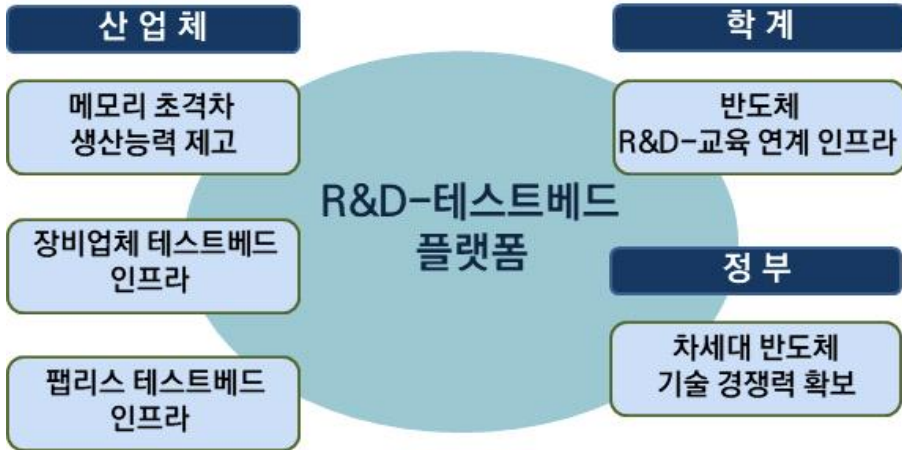 산 업 체
메모리 초격차
생산능력 제고
장비업체 테스트베드
인프라
팹리스 테스트베드
인프라
R&D-테스트베드
플랫폼
학 계
반도체
R&D-교육 연계 인프라
정 부
차세대 반도체
기술 경쟁력 확보